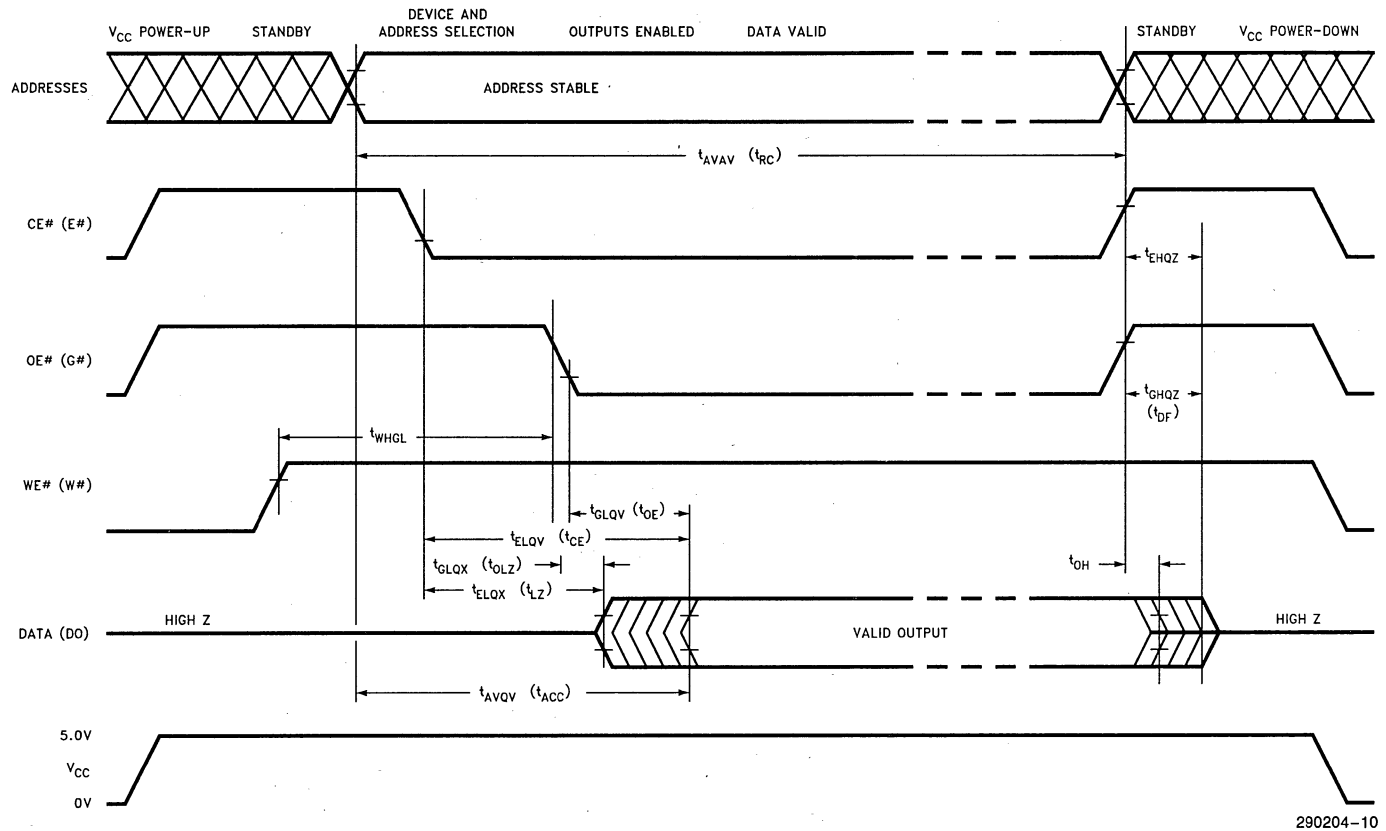 DEVICE AND
V_CC POWER-UP STANDBY ADDRESS SELECTION OUTPUTS ENABLED DATA VALID STANDBY V_CC POWER-DOWN
ADDRESSES ADDRESS STABLE
t_AVAV (t_RC)
CE# (E#)
t_EHQZ
OE# (G#)
t_GHQZ
(t_DF)
t_WHGL
WE# (W#)
t_GLQV (t_OE)
t_ELQV (t_CE)
t_GLQX (t_OLZ) t_OH
t_ELQX (t_LZ)
DATA (DO) HIGH Z VALID OUTPUT HIGH Z
t_AVQV (t_ACC)
5.0V
V_CC
0V
290204-10